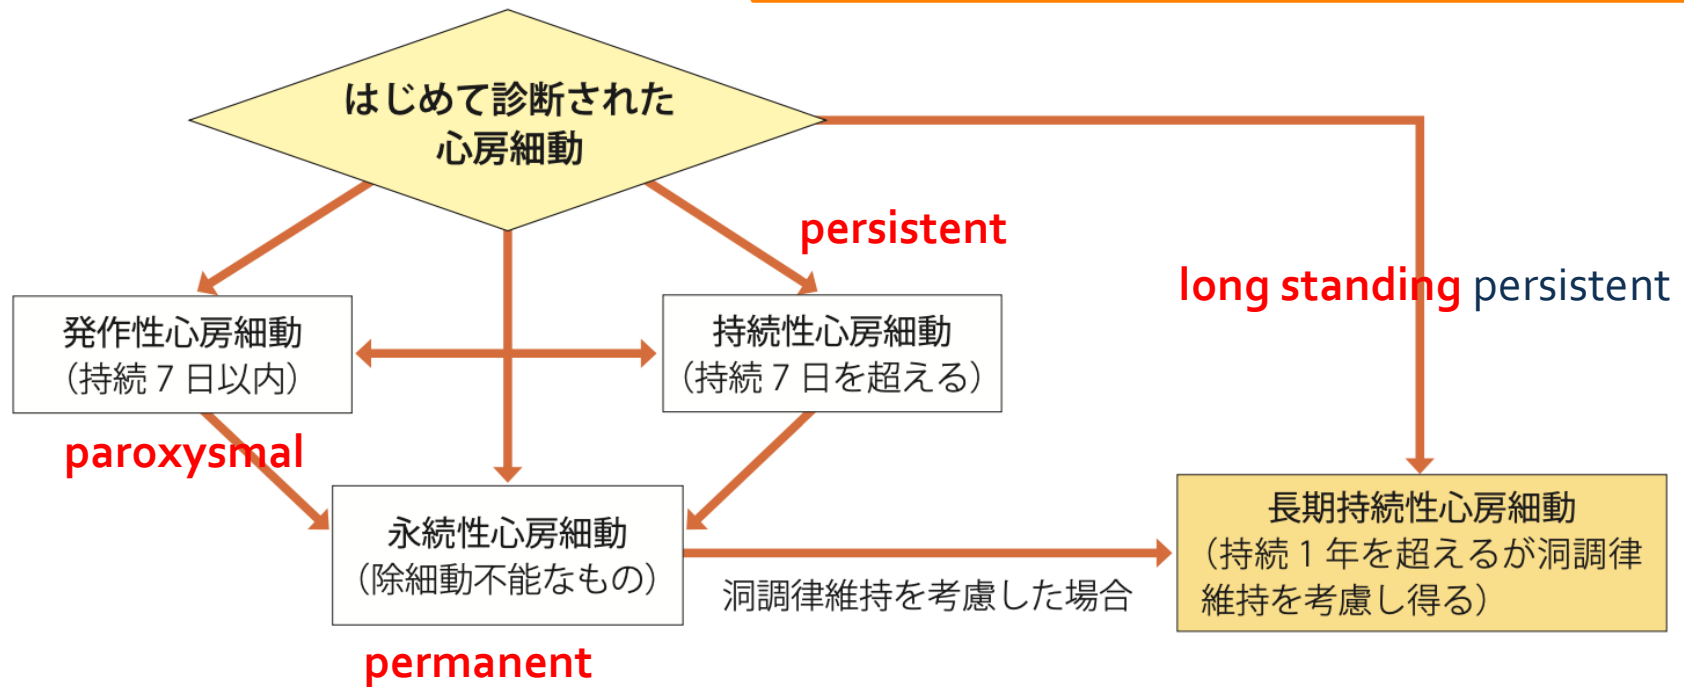 はじめて診断された
心房細動
persistent
long standing persistent
発作性心房細動
（持続 7 日以内）
持続性心房細動
（持続 7 日を超える）
paroxysmal
永続性心房細動
（除細動不能なもの）
洞調律維持を考慮した場合
長期持続性心房細動
（持続 1 年を超えるが洞調律
維持を考慮し得る）
permanent